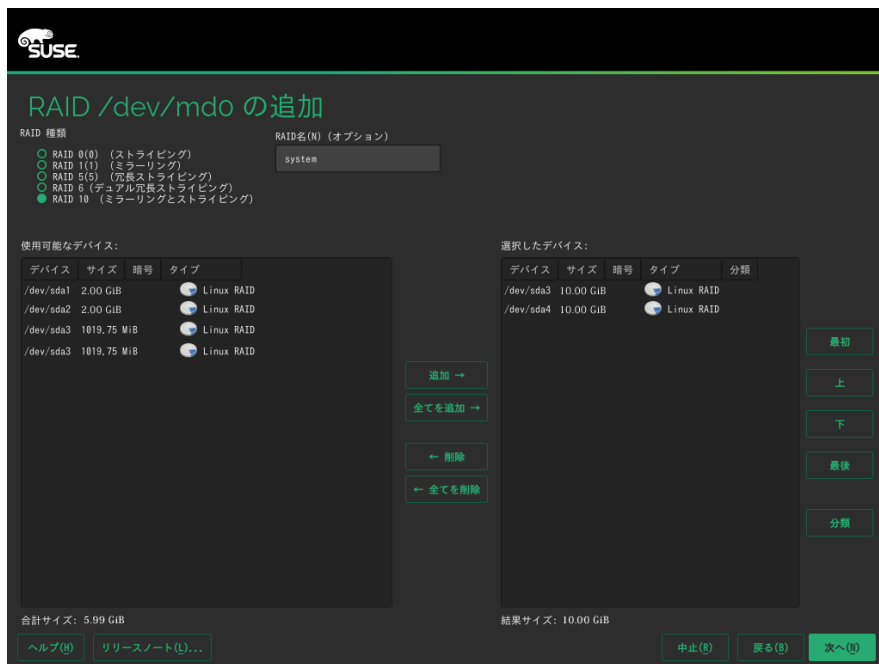 SUSE.
RAID /dev/md0 の追加
RAID 種類
RAID名(N) (オプション)
RAID 0(0) (ストライピング)
RAID 1(1) (ミラーリング)
RAID 5(5) (冗長ストライピング)
RAID 6 (デュアル冗長ストライピング)
RAID 10 (ミラーリングとストライピング)
system
使用可能なデバイス:
デバイス サイズ 暗号 タイプ
/dev/sda1 2.00 GiB Linux RAID
/dev/sda2 2.00 GiB Linux RAID
/dev/sda3 1019.75 MiB Linux RAID
/dev/sda3 1019.75 MiB Linux RAID
合計サイズ: 5.99 GiB
追加 →
全てを追加 →
← 削除
← 全てを削除
選択したデバイス:
デバイス サイズ 暗号 タイプ 分類
/dev/sda3 10.00 GiB Linux RAID
/dev/sda4 10.00 GiB Linux RAID
結果サイズ: 10.00 GiB
最初
上
下
最後
分類
ヘルプ(H) リリースノート(L)... 中止(R) 戻る(B) 次へ(N)